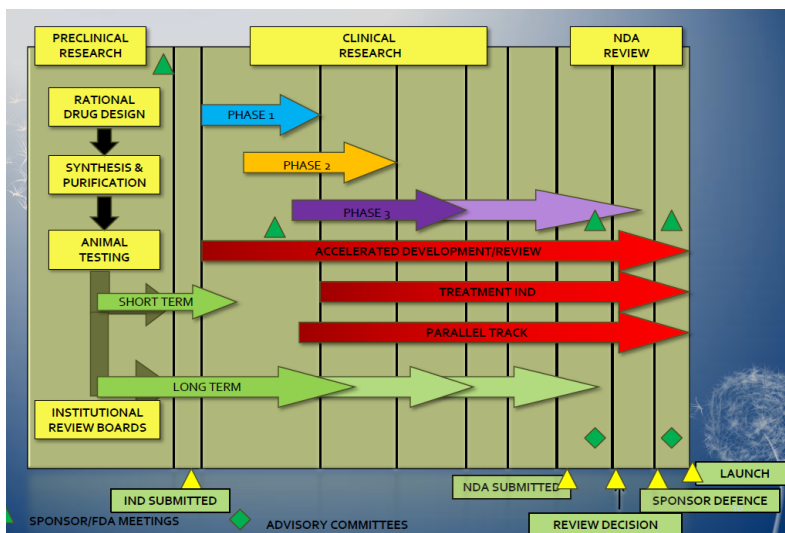 PRECLINICAL
RESEARCH
CLINICAL
RESEARCH
NDA
REVIEW
RATIONAL
DRUG DESIGN
PHASE 1
SYNTHESIS &
PURIFICATION
PHASE 2
PHASE 3
ANIMAL
TESTING
ACCELERATED DEVELOPMENT/REVIEW
TREATMENT IND
SHORT TERM
PARALLEL TRACK
LONG TERM
INSTITUTIONAL
REVIEW BOARDS
LAUNCH
NDA SUBMITTED
IND SUBMITTED
SPONSOR DEFENCE
SPONSOR/FDA MEETINGS
ADVISORY COMMITTEES
REVIEW DECISION